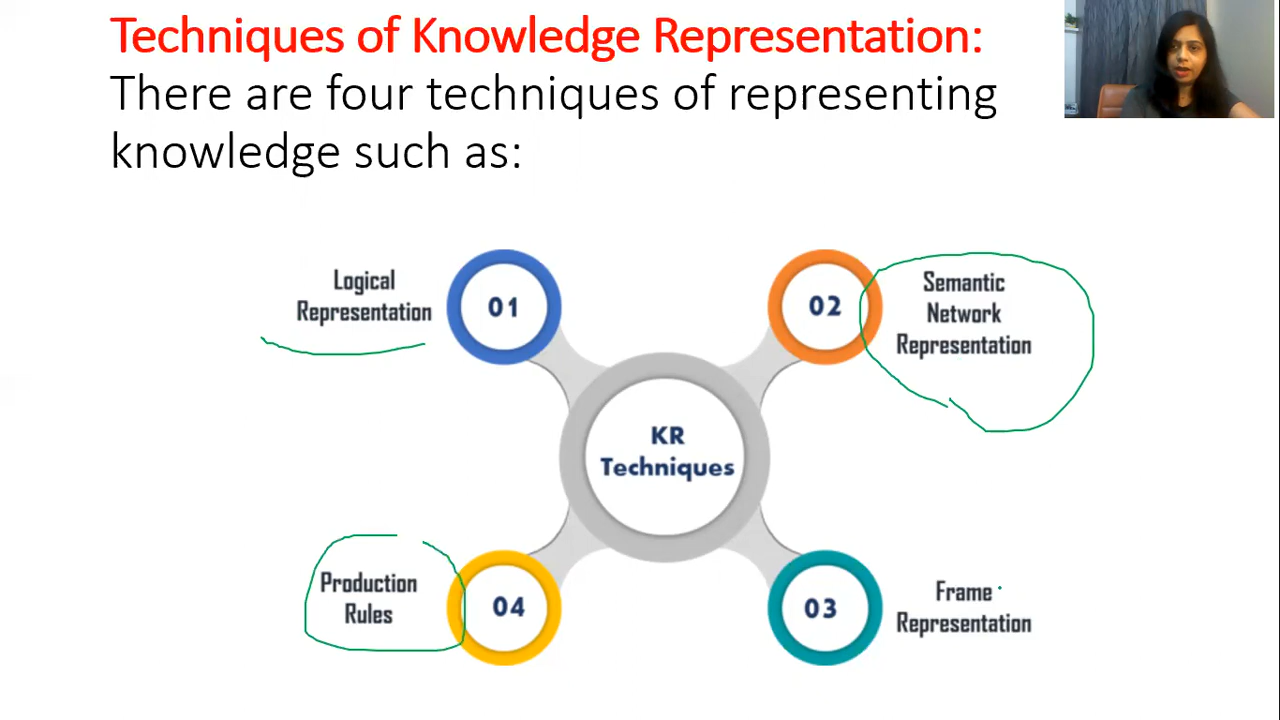 Techniques of Knowledge Representation:
There are four techniques of representing
knowledge such as:
Logical
Representation
01
02
Semantic
Network
Representation
KR
Techniques
Production
Rules
04
03
Frame
Representation